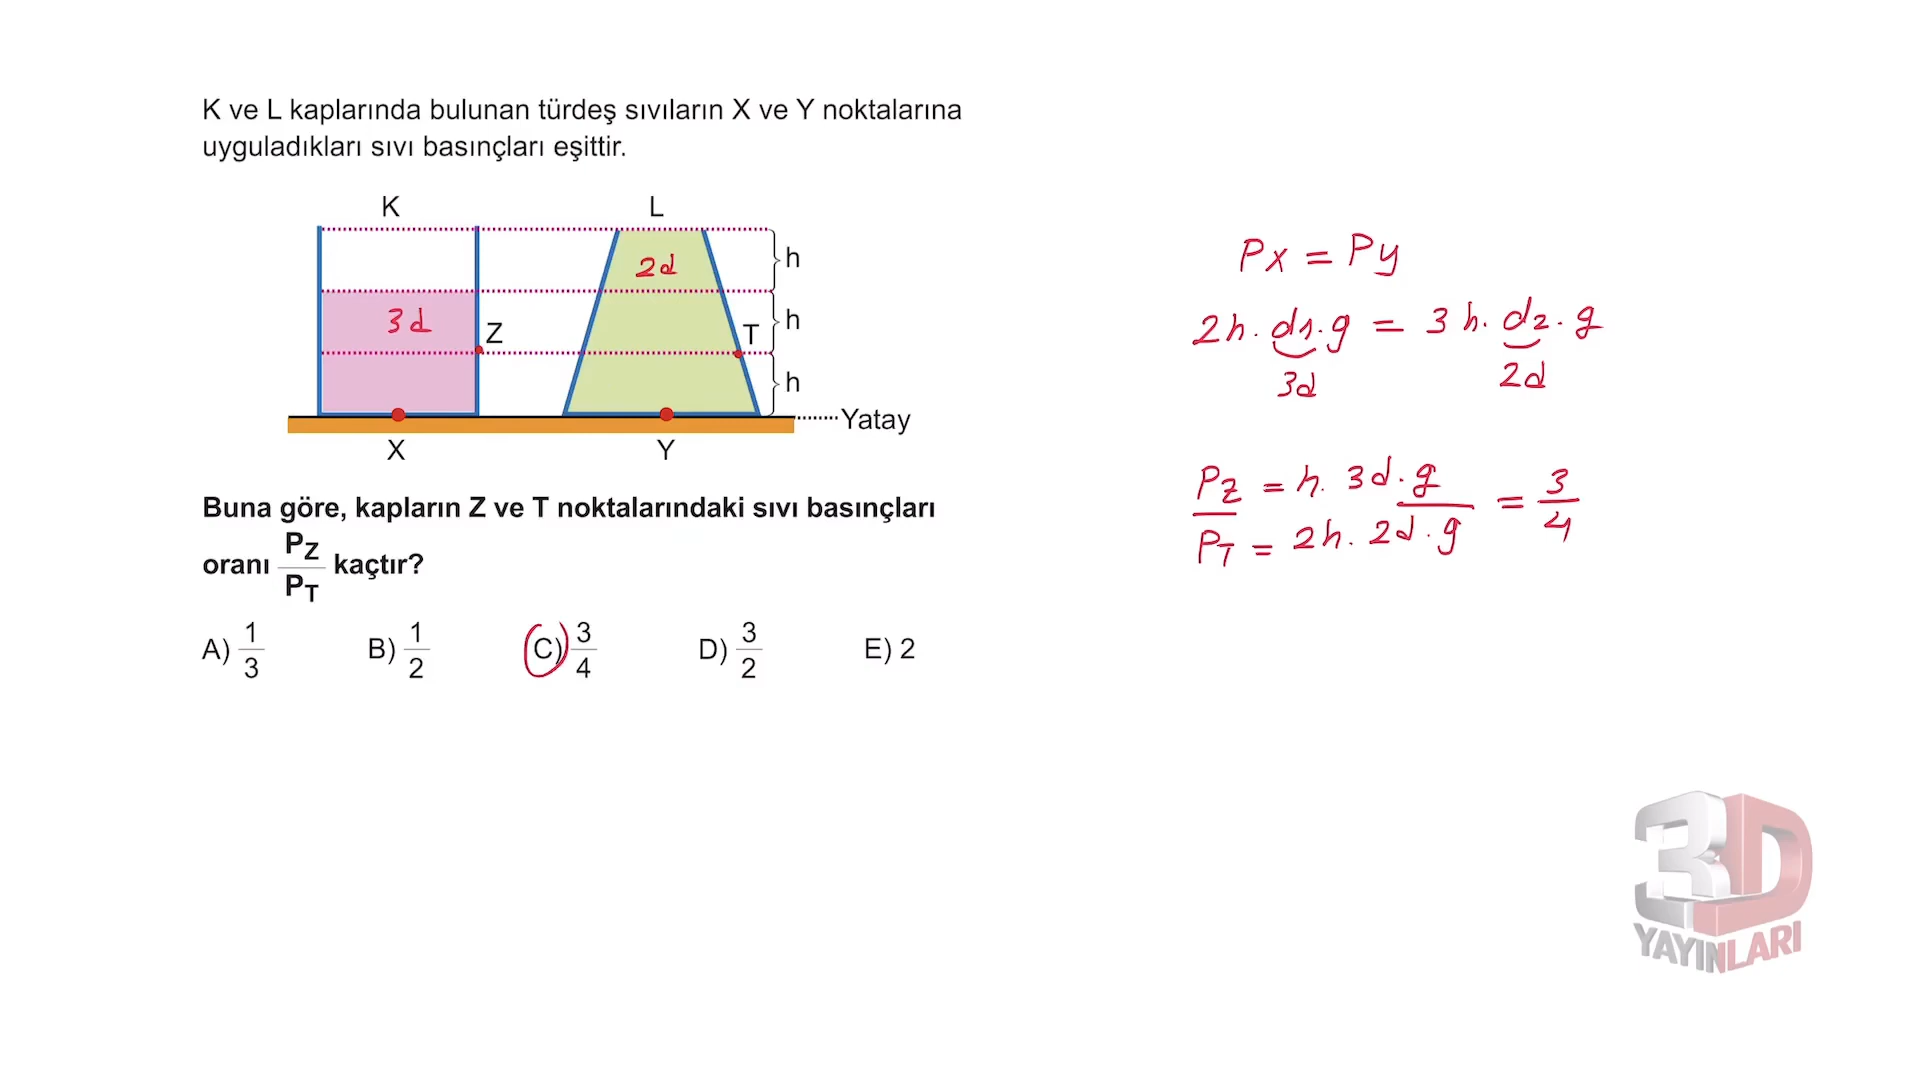 K ve L kaplarında bulunan türdeş sıvıların X ve Y noktalarına
uyguladıkları sıvı basınçları eşittir.
K
L
2d
h
3d
Z
T
h
h
Yatay
X
Y
Buna göre, kapların Z ve T noktalarındaki sıvı basınçları
oranı PZ/PT kaçtır?
A) 1/3 B) 1/2 C) 3/4 D) 3/2 E) 2
Px = Py
2h. d1. g = 3h. d2. g
3d 2d
PZ = h. 3d. g
PT = 2h. 2d. g
= 3/4
3D
YAYINLARI